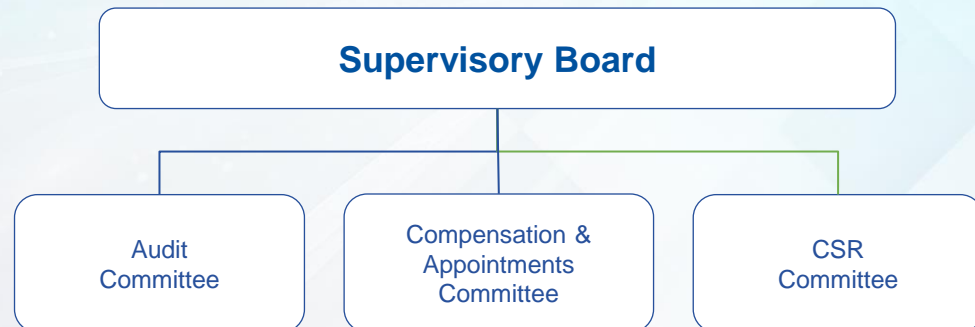 Supervisory Board
Audit
Committee
Compensation &
Appointments
Committee
CSR
Committee